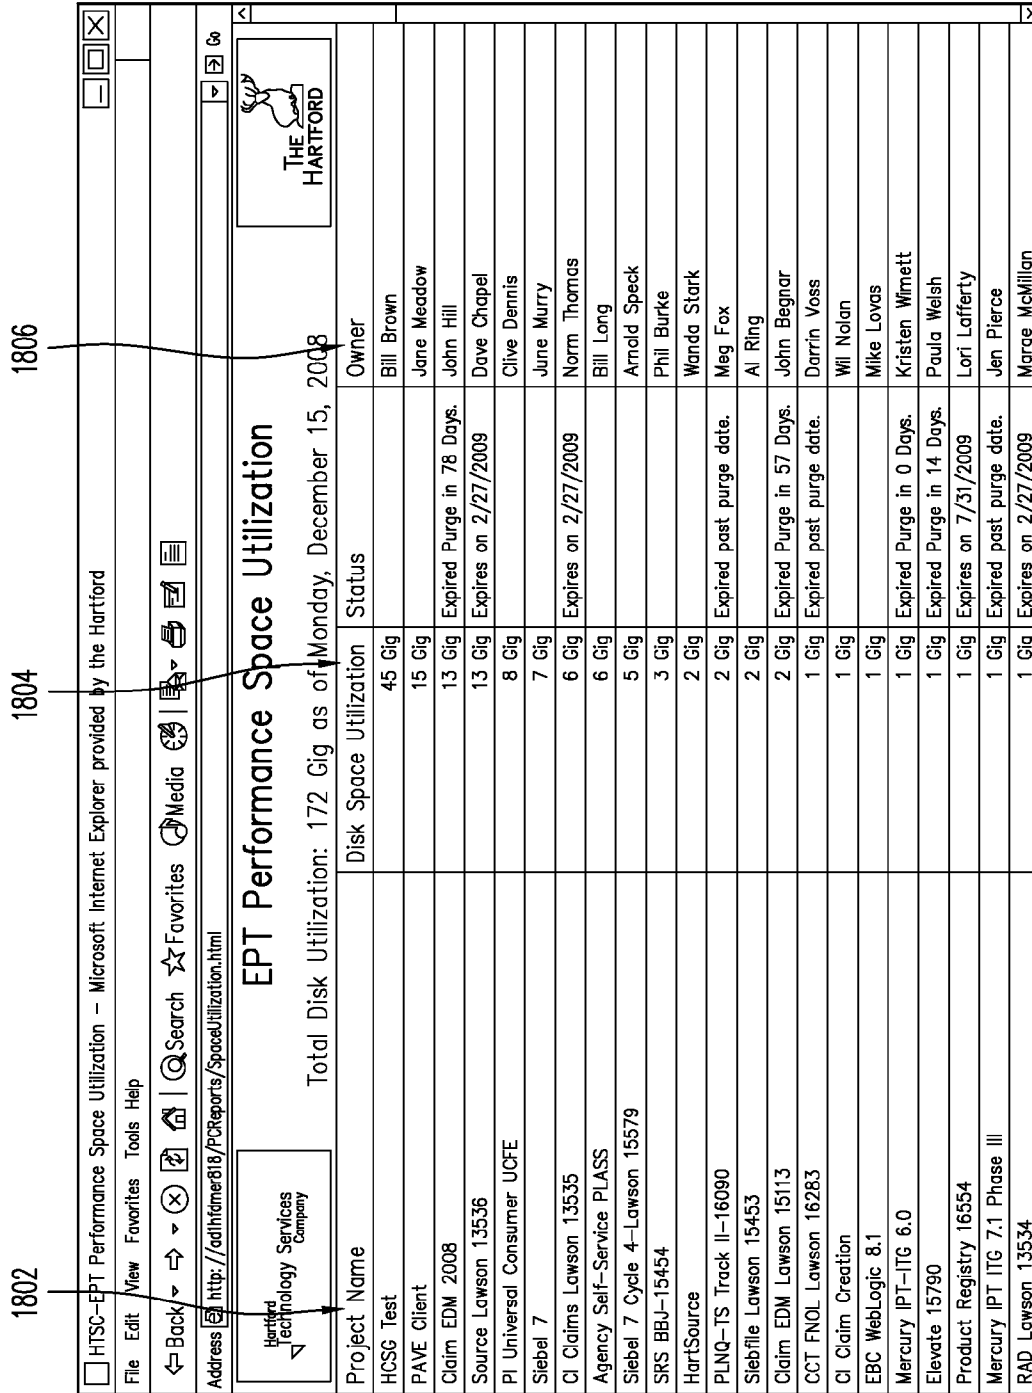 1802 1804 1806
HTSC-EPT Performance Space Utilization – Microsoft Internet Explorer provided by the Hartford
File Edit View Favorites Tools Help
Back Search Favorites Media
Address http://ad1hfdmer818/PCReports/SpaceUtilization.html Go
Hartford
Technology Services
Company
EPT Performance Space Utilization
THE
HARTFORD
Total Disk Utilization: 172 Gig as of Monday, December 15, 2008
Project Name Disk Space Utilization Status Owner
HCSG Test 45 Gig Bill Brown
PAVE Client 15 Gig Jane Meadow
Claim EDM 2008 13 Gig Expired Purge in 78 Days. John Hill
Source Lawson 13536 13 Gig Expires on 2/27/2009 Dave Chapel
PI Universal Consumer UCFE 8 Gig Clive Dennis
Siebel 7 7 Gig June Murry
CI Claims Lawson 13535 6 Gig Expires on 2/27/2009 Norm Thomas
Agency Self-Service PLASS 6 Gig Bill Long
Siebel 7 Cycle 4-Lawson 15579 5 Gig Arnold Speck
SRS BBJ-15454 3 Gig Phil Burke
HartSource 2 Gig Wanda Stark
PLNQ-TS Track II-16090 2 Gig Expired past purge date. Meg Fox
Siebfile Lawson 15453 2 Gig Al Ring
Claim EDM Lawson 15113 2 Gig Expired Purge in 57 Days. John Begnar
CCT FNOL Lawson 16283 1 Gig Expired past purge date. Darrin Voss
CI Claim Creation 1 Gig Wil Nolan
EBC WebLogic 8.1 1 Gig Mike Lovas
Mercury IPT-ITG 6.0 1 Gig Expired Purge in 0 Days. Kristen Wimett
Elevate 15790 1 Gig Expired Purge in 14 Days. Paula Welsh
Product Registry 16554 1 Gig Expires on 7/31/2009 Lori Lafferty
Mercury IPT ITG 7.1 Phase III 1 Gig Expired past purge date. Jen Pierce
RAD Lawson 13534 1 Gig Expires on 2/27/2009 Marge McMillan